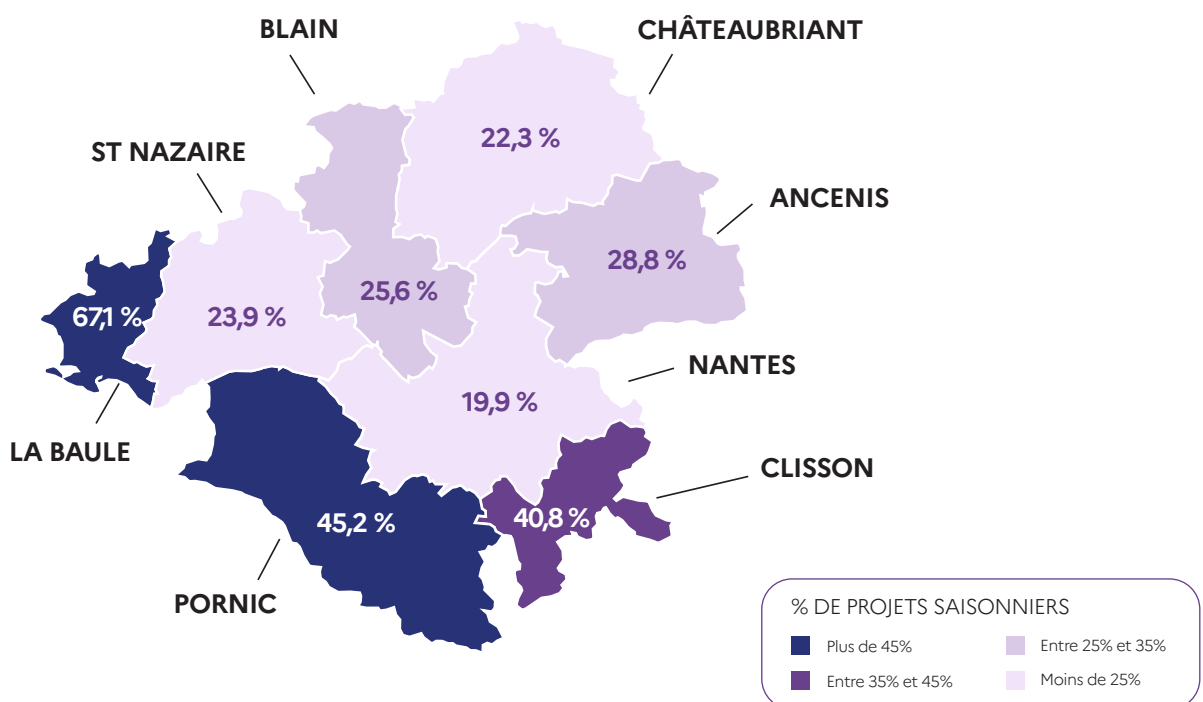 BLAIN
CHÂTEAUBRIANT
22,3 %
ST NAZAIRE
ANCENIS
28,8 %
25,6 %
67,1 %
23,9 %
NANTES
19,9 %
LA BAULE
CLISSON
45,2 %
40,8 %
PORNIC
% DE PROJETS SAISONNIERS
Plus de 45%
Entre 25% et 35%
Entre 35% et 45%
Moins de 25%